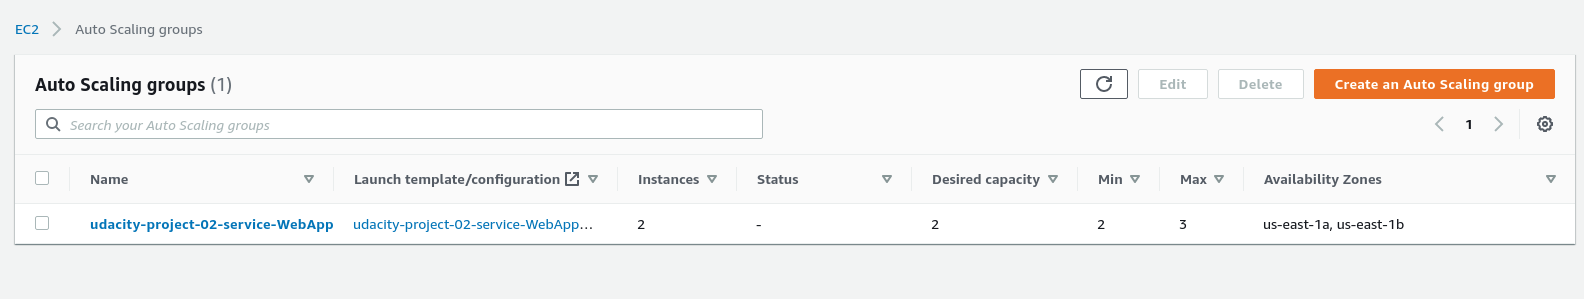 EC2 Auto Scaling groups
Auto Scaling groups (1)
Edit
Delete
Create an Auto Scaling group
Search your Auto Scaling groups
1
Name Launch template/configuration Instances Status Desired capacity Min Max Availability Zones
udacity-project-02-service-WebApp udacity-project-02-service-WebApp... 2 - 2 2 3 us-east-1a, us-east-1b